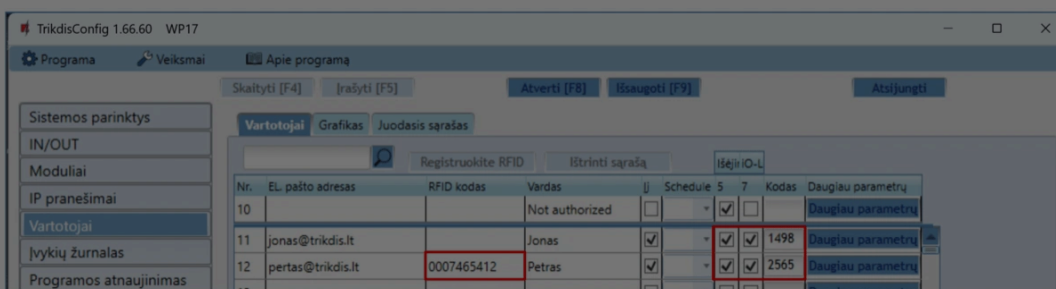 TrikdisConfig 1.66.60 WP17
Programa Veiksmai Apie programą
Skaityti [F4] Įrašyti [F5] Atverti [F8] Išsaugoti [F9] Atsijungti
Sistemos parinktys
IN/OUT
Moduliai
IP pranešimai
Vartotojai
Įvykių žurnalas
Programos atnaujinimas
Vartotojai Grafikas Juodasis sąrašas
Registruokite RFID Ištrinti sąrašą Išėjir IO-L
Nr. EL. pašto adresas RFID kodas Vardas Schedule 5 7 Kodas Daugiau parametrų
10 Not authorized Daugiau parametrų
11 jonas@trikdis.lt Jonas 1498 Daugiau parametrų
12 pertas@trikdis.lt 0007465412 Petras 2565 Daugiau parametrų